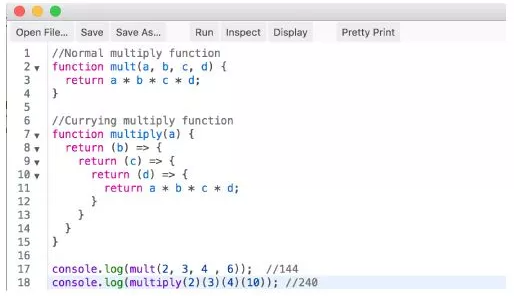 Open File... Save Save As... Run Inspect Display Pretty Print
1 //Normal multiply function
2 function mult(a, b, c, d) {
3   return a * b * c * d;
4 }
5
6 //Currying multiply function
7 function multiply(a) {
8   return (b) => {
9     return (c) => {
10       return (d) => {
11         return a * b * c * d;
12       }
13     }
14   }
15 }
16
17 console.log(mult(2, 3, 4 , 6));  //144
18 console.log(multiply(2)(3)(4)(10)); //240